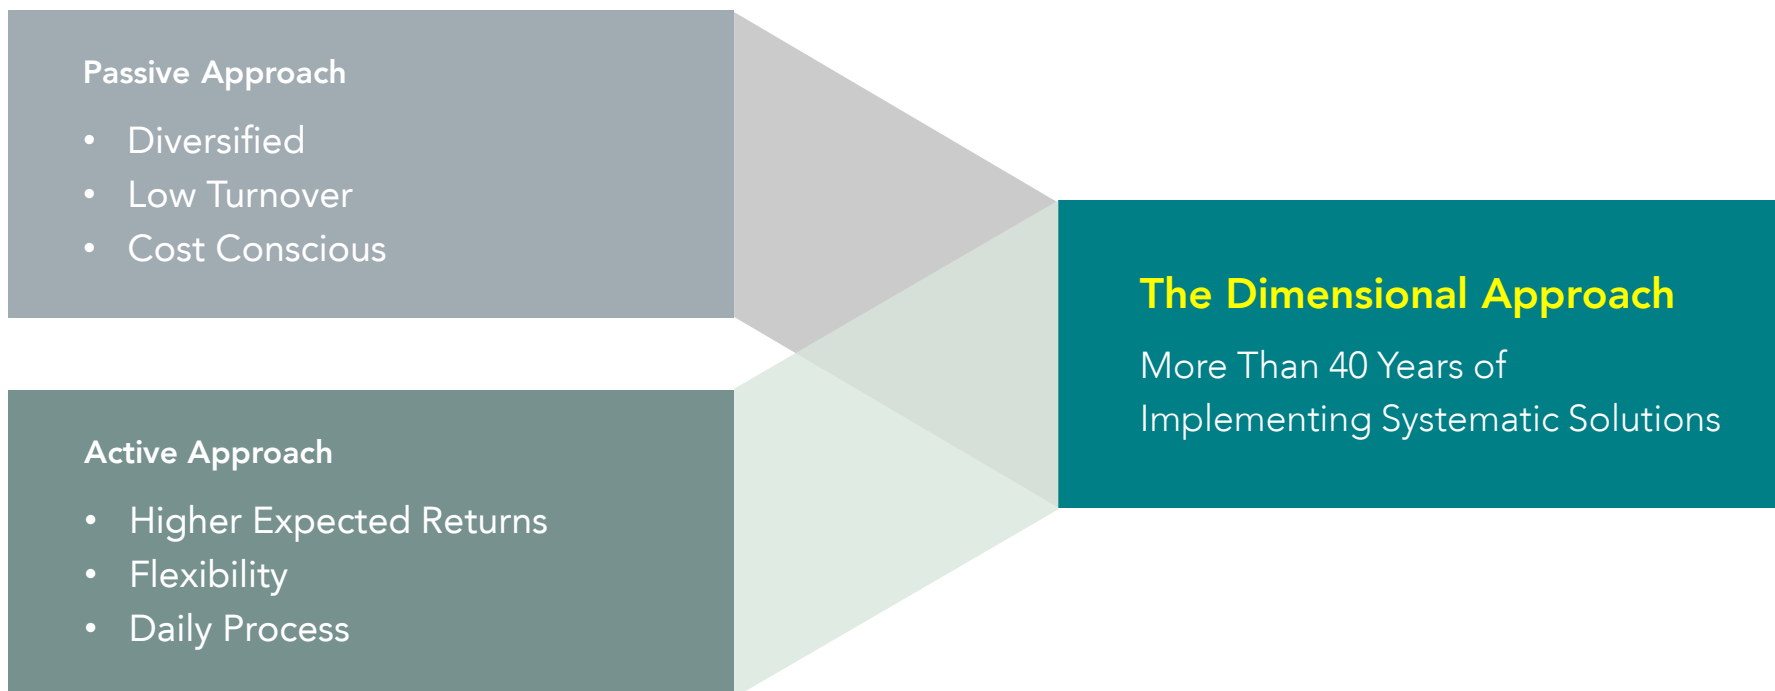 Passive Approach
• Diversified
• Low Turnover
• Cost Conscious
Active Approach
• Higher Expected Returns
• Flexibility
• Daily Process
The Dimensional Approach
More Than 40 Years of
Implementing Systematic Solutions